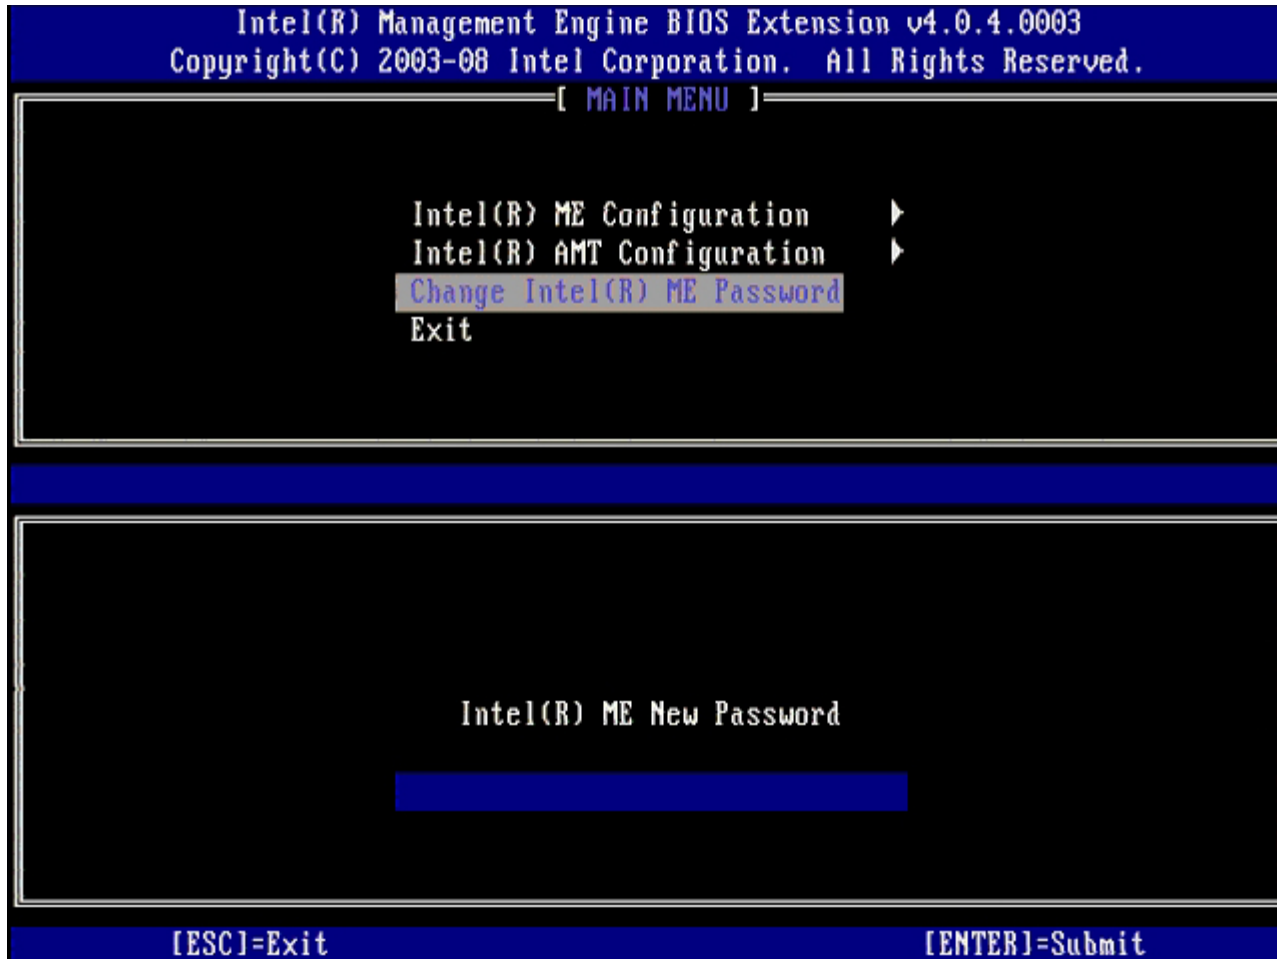 Intel(R) Management Engine BIOS Extension v4.0.4.0003
Copyright(C) 2003-08 Intel Corporation. All Rights Reserved.
[ MAIN MENU ]
Intel(R) ME Configuration ►
Intel(R) AMT Configuration ►
Change Intel(R) ME Password
Exit
Intel(R) ME New Password
[ESC]=Exit [ENTER]=Submit